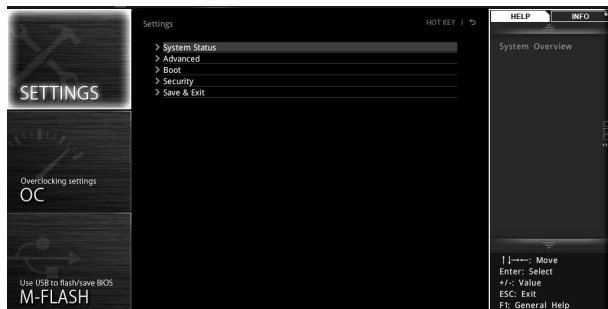 SETTINGS
Overclocking settings
OC
Use USB to flash/save BIOS
M-FLASH
Settings
HOT KEY |
> System Status
> Advanced
> Boot
> Security
> Save & Exit
HELP
INFO
System Overview
↑↓→←: Move
Enter: Select
+/-: Value
ESC: Exit
F1: General Help